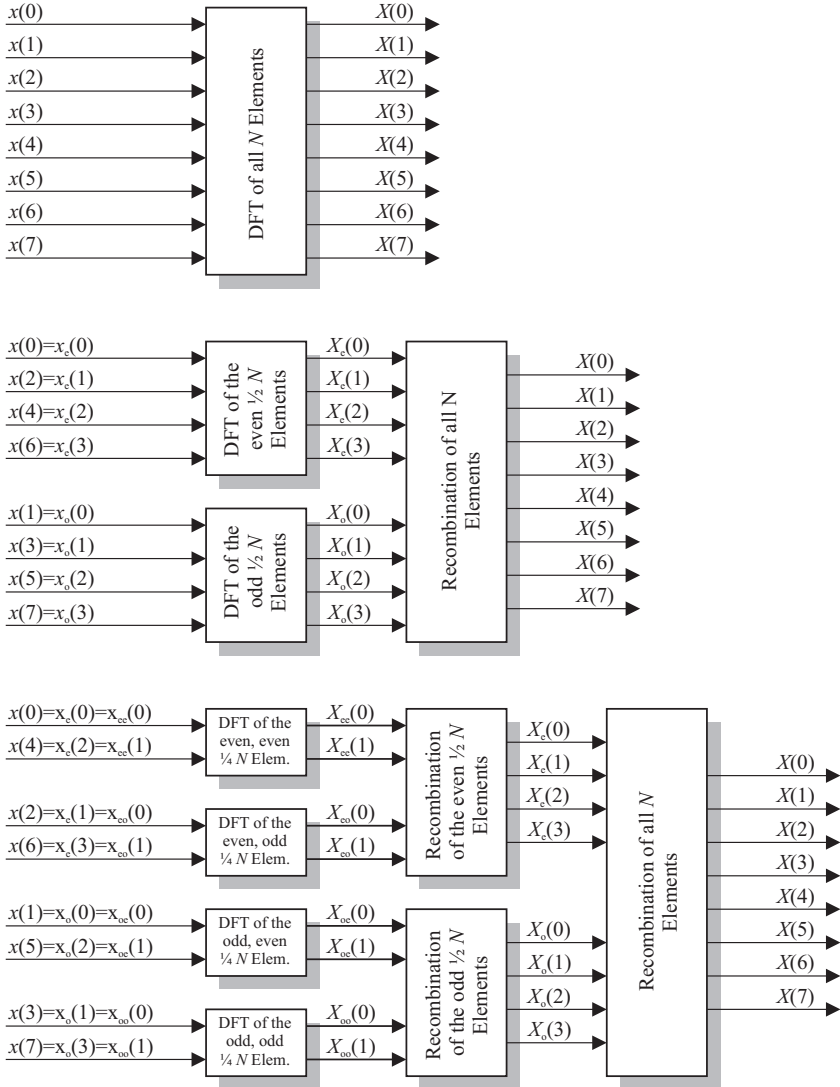 x(0)
x(1)
x(2)
x(3)
x(4)
x(5)
x(6)
x(7)
DFT of all N Elements
X(0)
X(1)
X(2)
X(3)
X(4)
X(5)
X(6)
X(7)
x(0)=xₑ(0)
x(2)=xₑ(1)
x(4)=xₑ(2)
x(6)=xₑ(3)
DFT of the
even ½ N
Elements
Xₑ(0)
Xₑ(1)
Xₑ(2)
Xₑ(3)
x(1)=xₒ(0)
x(3)=xₒ(1)
x(5)=xₒ(2)
x(7)=xₒ(3)
DFT of the
odd ½ N
Elements
Xₒ(0)
Xₒ(1)
Xₒ(2)
Xₒ(3)
Recombination of all N
Elements
X(0)
X(1)
X(2)
X(3)
X(4)
X(5)
X(6)
X(7)
x(0)=xₑ(0)=xₑₑ(0)
x(4)=xₑ(2)=xₑₑ(1)
DFT of the
even, even
¼ N Elem.
Xₑₑ(0)
Xₑₑ(1)
x(2)=xₑ(1)=xₑₒ(0)
x(6)=xₑ(3)=xₑₒ(1)
DFT of the
even, odd
¼ N Elem.
Xₑₒ(0)
Xₑₒ(1)
Recombination
of the even ½ N
Elements
Xₑ(0)
Xₑ(1)
Xₑ(2)
Xₑ(3)
x(1)=xₒ(0)=xₒₑ(0)
x(5)=xₒ(2)=xₒₑ(1)
DFT of the
odd, even
¼ N Elem.
Xₒₑ(0)
Xₒₑ(1)
x(3)=xₒ(1)=xₒₒ(0)
x(7)=xₒ(3)=xₒₒ(1)
DFT of the
odd, odd
¼ N Elem.
Xₒₒ(0)
Xₒₒ(1)
Recombination
of the odd ½ N
Elements
Xₒ(0)
Xₒ(1)
Xₒ(2)
Xₒ(3)
Recombination of all N
Elements
X(0)
X(1)
X(2)
X(3)
X(4)
X(5)
X(6)
X(7)